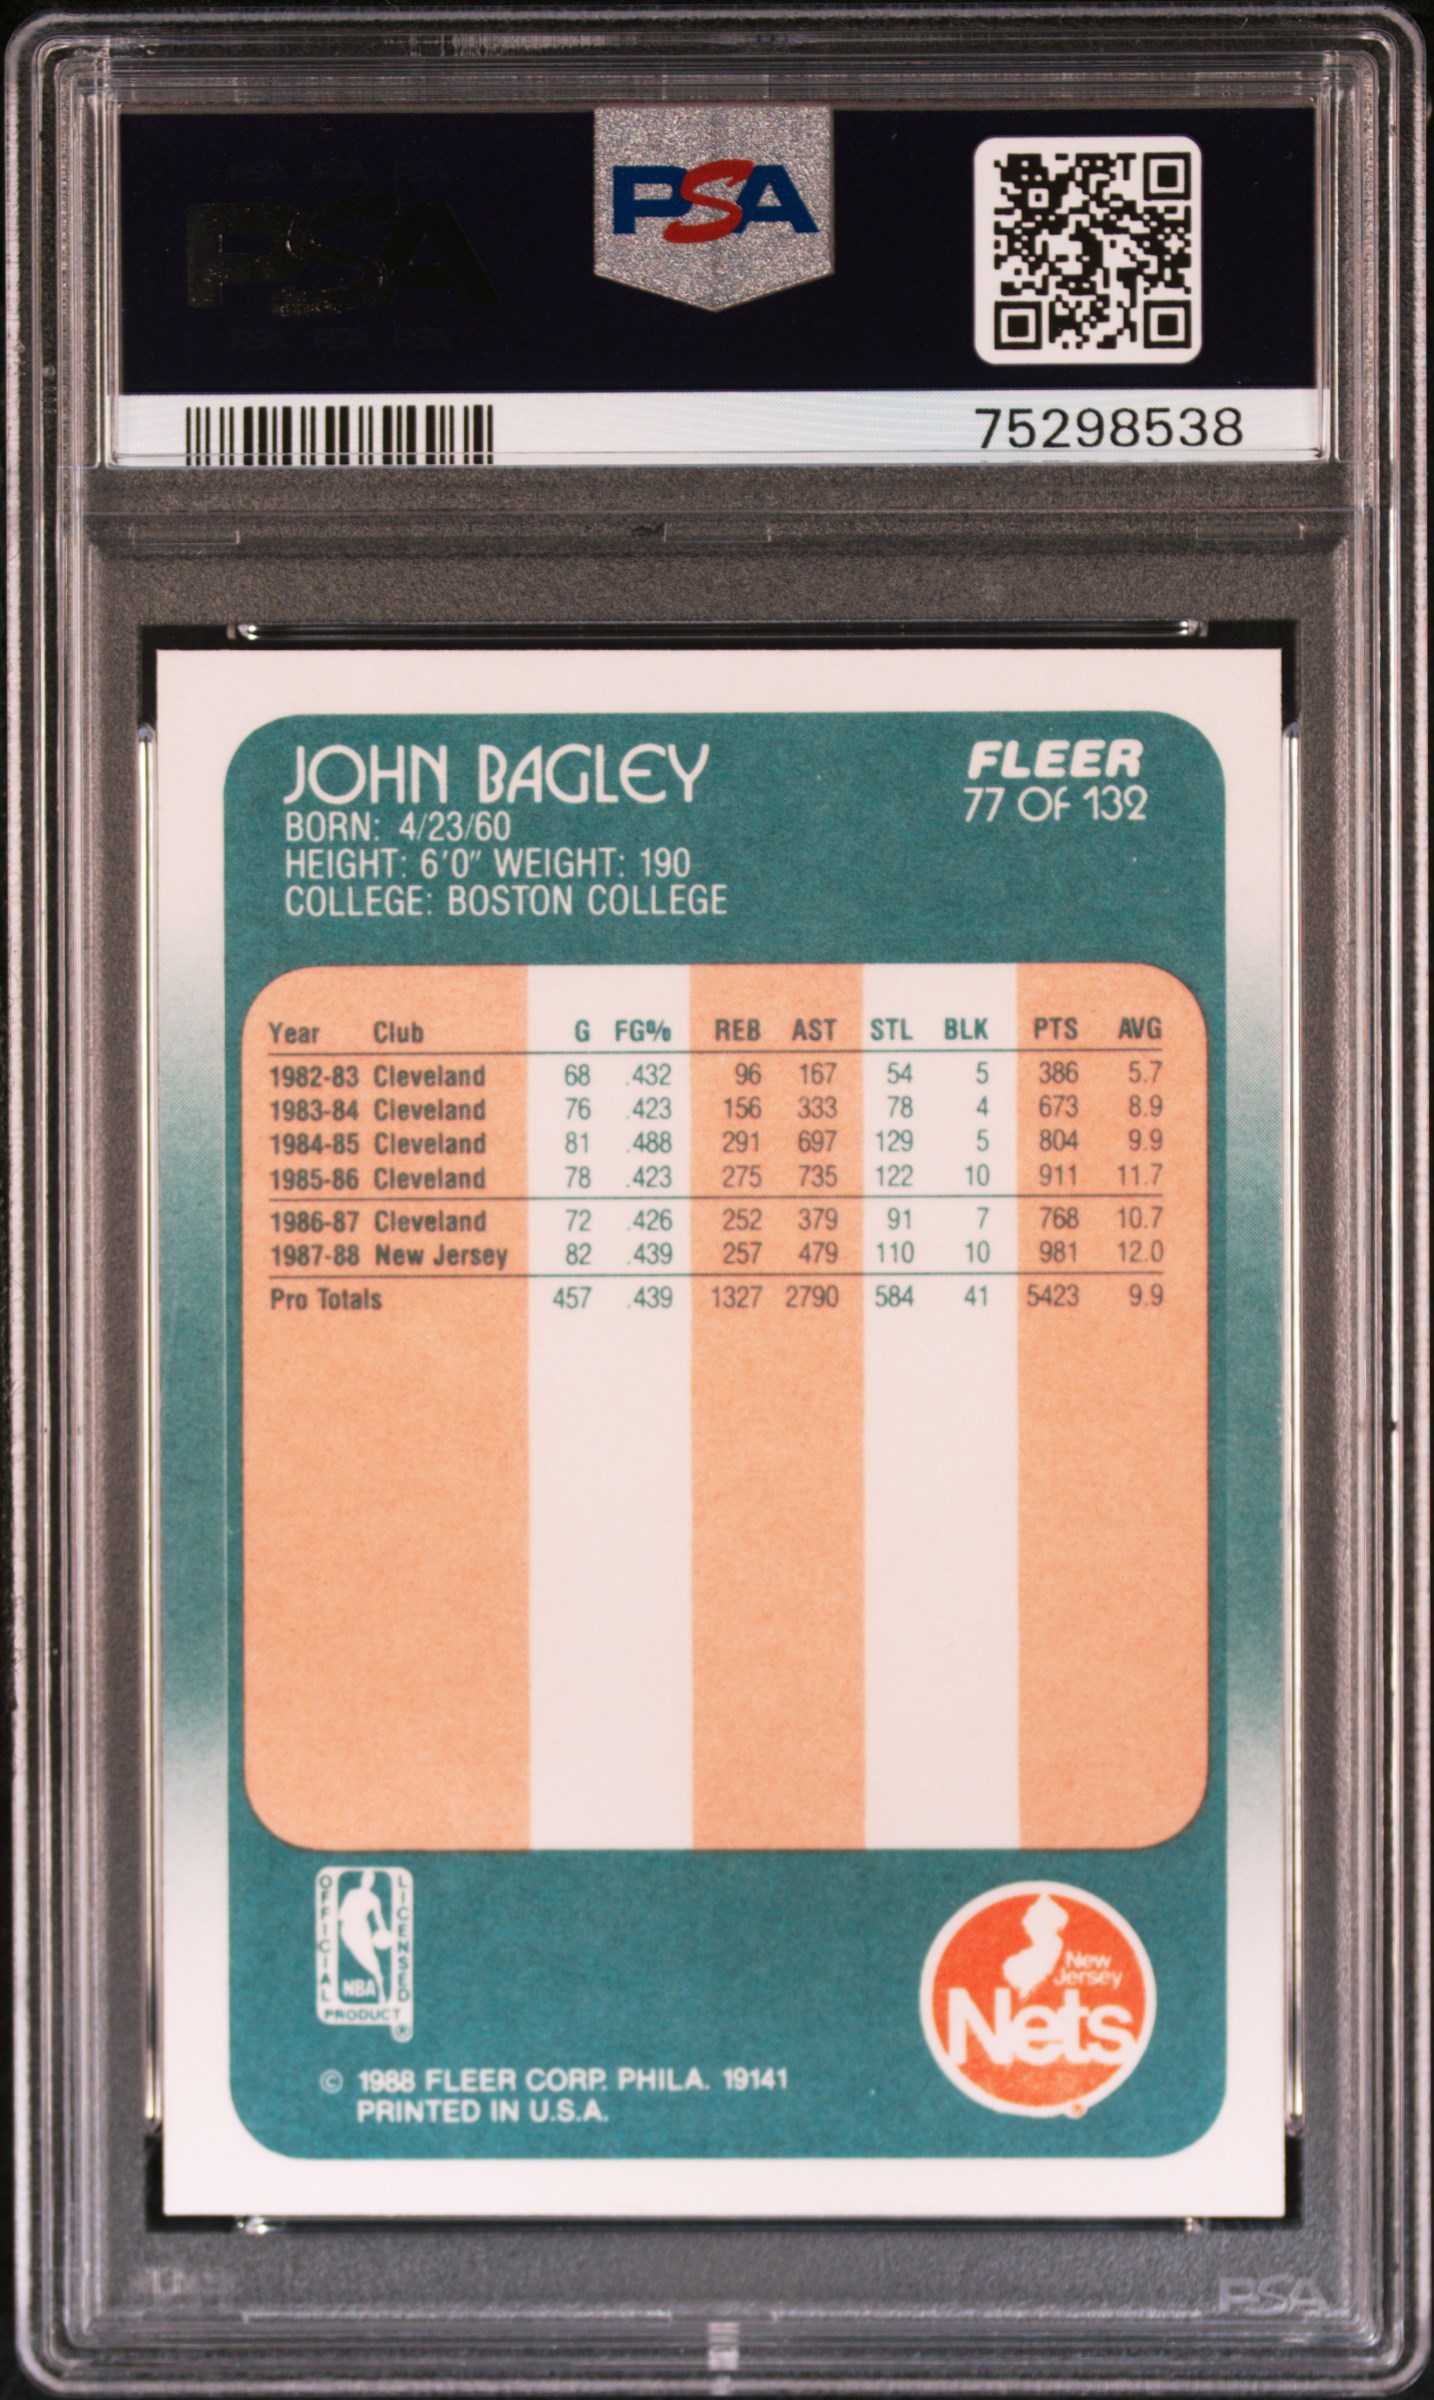 PSA
PSA
75298538
JOHN BAGLEY
BORN: 4/23/60
HEIGHT: 6'0" WEIGHT: 190
COLLEGE: BOSTON COLLEGE
FLEER
77 OF 132
Year Club G FG% REB AST STL BLK PTS AVG
1982-83 Cleveland 68 .432 96 167 54 5 386 5.7
1983-84 Cleveland 76 .423 156 333 78 4 673 8.9
1984-85 Cleveland 81 .488 291 697 129 5 804 9.9
1985-86 Cleveland 78 .423 275 735 122 10 911 11.7
1986-87 Cleveland 72 .426 252 379 91 7 768 10.7
1987-88 New Jersey 82 .439 257 479 110 10 981 12.0
Pro Totals 457 .439 1327 2790 584 41 5423 9.9
OFFICIAL
LICENSED
NBA
PRODUCT
®
New
Jersey
Nets
®
© 1988 FLEER CORP. PHILA. 19141
PRINTED IN U.S.A.
PSA